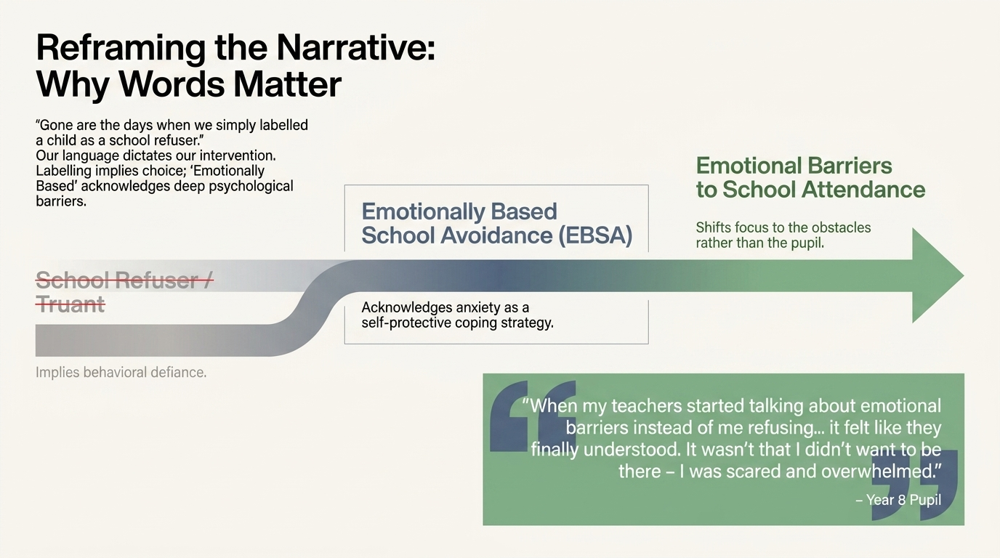 Reframing the Narrative:
Why Words Matter
“Gone are the days when we simply labelled
a child as a school refuser.”
Our language dictates our intervention.
Labelling implies choice; ‘Emotionally
Based’ acknowledges deep psychological
barriers.
School Refuser /
Truant
Implies behavioral defiance.
Emotionally Based
School Avoidance (EBSA)
Acknowledges anxiety as a
self-protective coping strategy.
Emotional Barriers
to School Attendance
Shifts focus to the obstacles
rather than the pupil.
“When my teachers started talking about emotional
barriers instead of me refusing... it felt like they
finally understood. It wasn’t that I didn’t want to be
there – I was scared and overwhelmed.”
– Year 8 Pupil